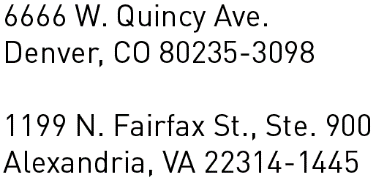 6666 W. Quincy Ave.
Denver, CO 80235-3098
1199 N. Fairfax St., Ste. 900
Alexandria, VA 22314-1445